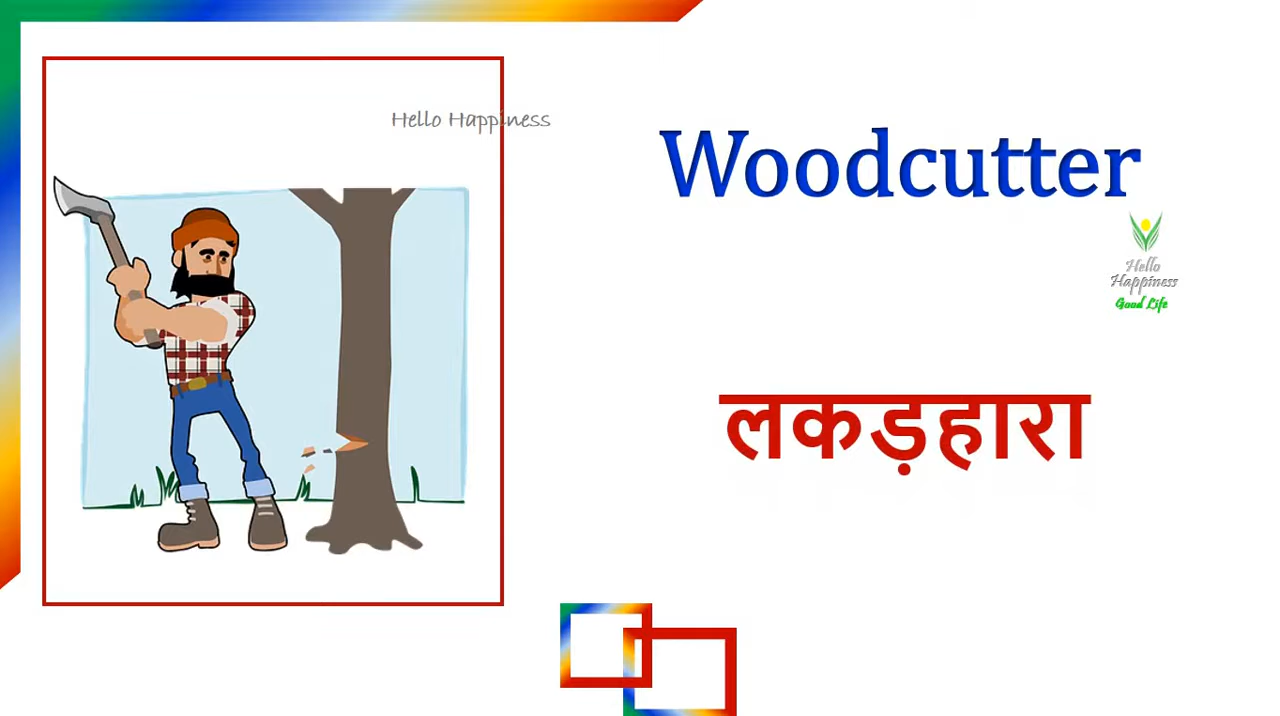 Hello Happiness
Woodcutter
Hello
Happiness
Good Life
लकड़हारा